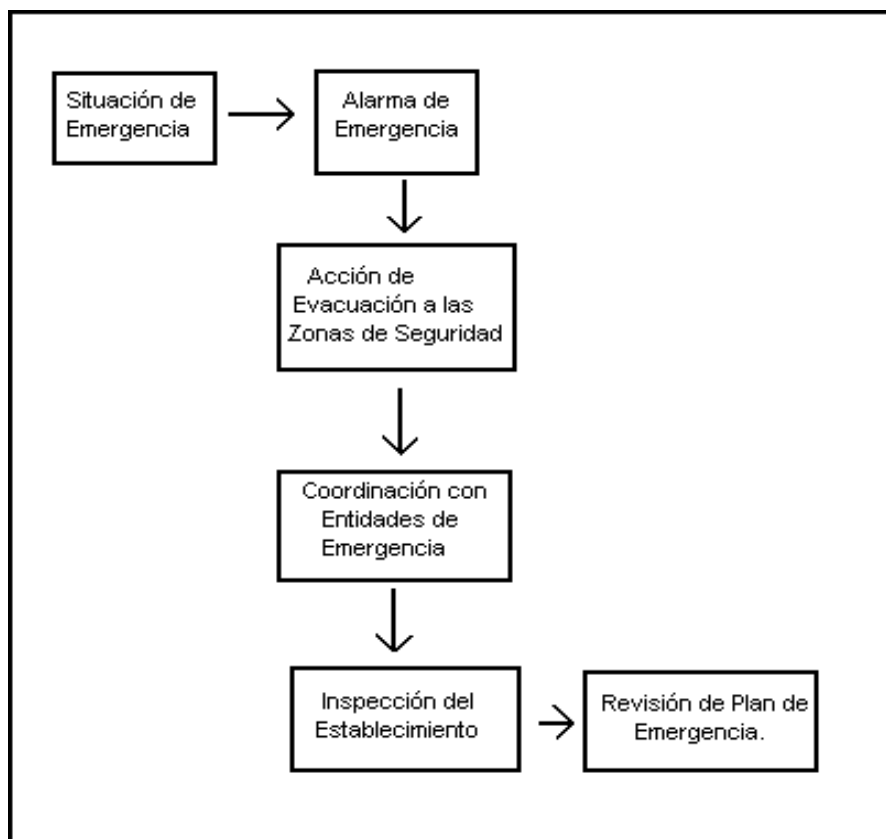 Situación de
Emergencia
Alarma de
Emergencia
Acción de
Evacuación a las
Zonas de Seguridad
Coordinación con
Entidades de
Emergencia
Inspección del
Establecimiento
Revisión de Plan de
Emergencia.